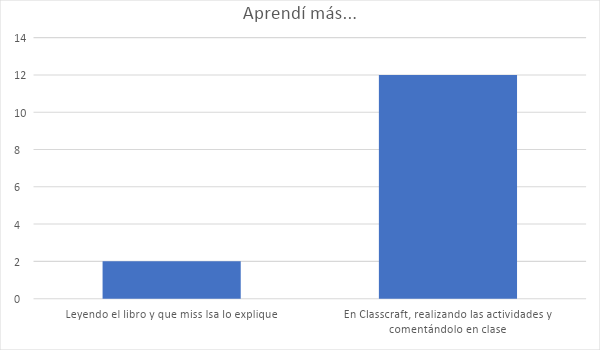 Aprendí más...
14
12
10
8
6
4
2
0
Leyendo el libro y que miss Isa lo explique
En Classcraft, realizando las actividades y
comentándolo en clase